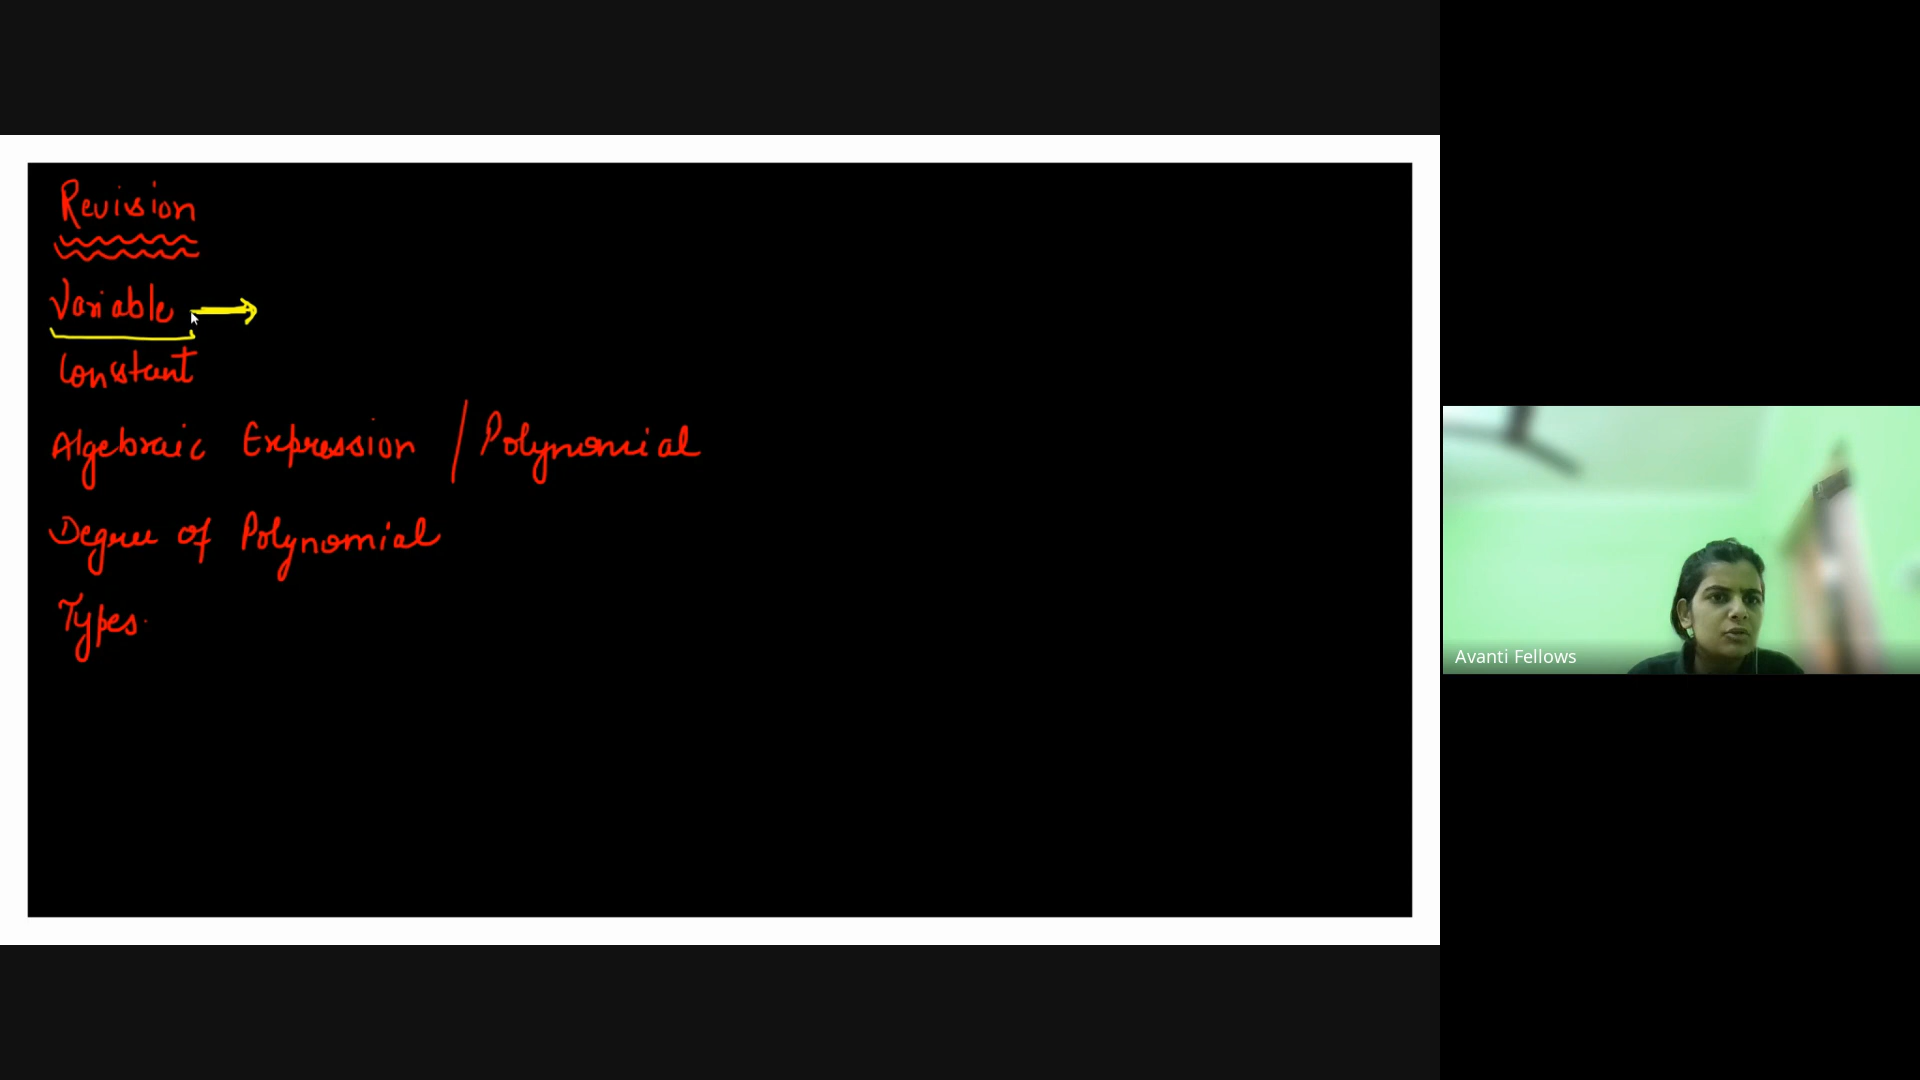 Revision
Variable →
Constant
Algebraic Expression / Polynomial
Degree of Polynomial
Types.
Avanti Fellows